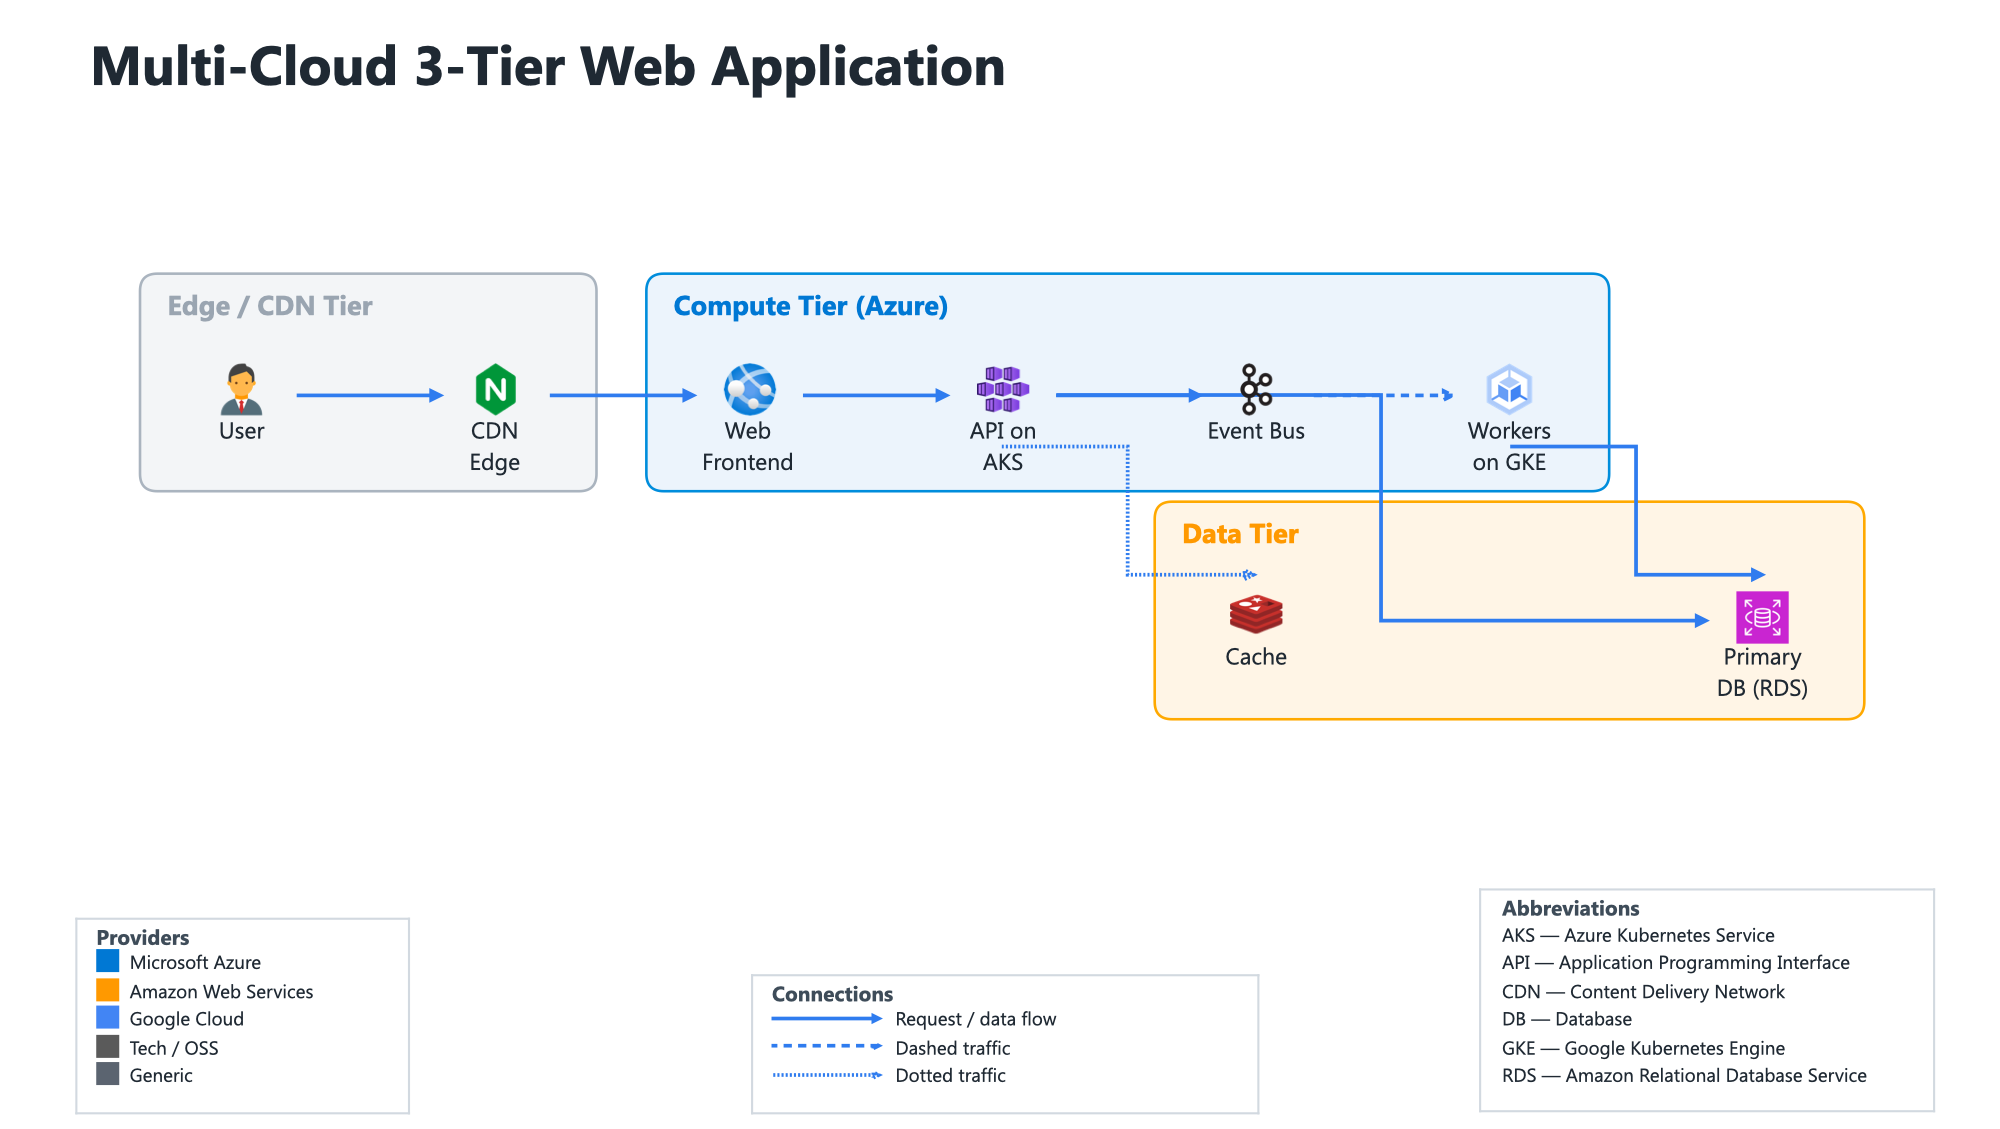 Multi-Cloud 3-Tier Web Application
Edge / CDN Tier
User
CDN
Edge
Compute Tier (Azure)
Web
Frontend
API on
AKS
Event Bus
Workers
on GKE
Data Tier
Cache
Primary
DB (RDS)
Providers
Microsoft Azure
Amazon Web Services
Google Cloud
Tech / OSS
Generic
Connections
Request / data flow
Dashed traffic
Dotted traffic
Abbreviations
AKS — Azure Kubernetes Service
API — Application Programming Interface
CDN — Content Delivery Network
DB — Database
GKE — Google Kubernetes Engine
RDS — Amazon Relational Database Service